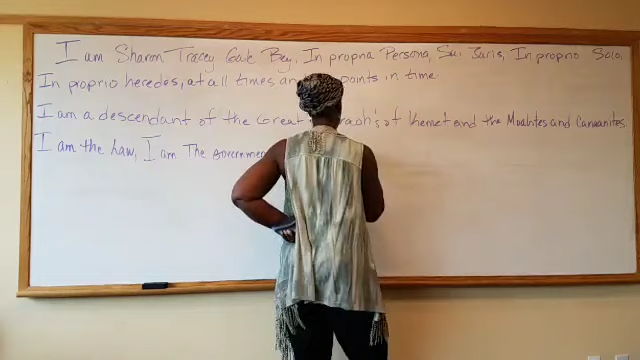 I am Sharon Tracey Gale Bey, In propria Persona, Sui Juris, In proprio Solo,
In proprio heredes, at all times and points in time
I am a descendant of the Great of Khemet and the Moabites and Canaanites
I am the Law, I am The Governmen